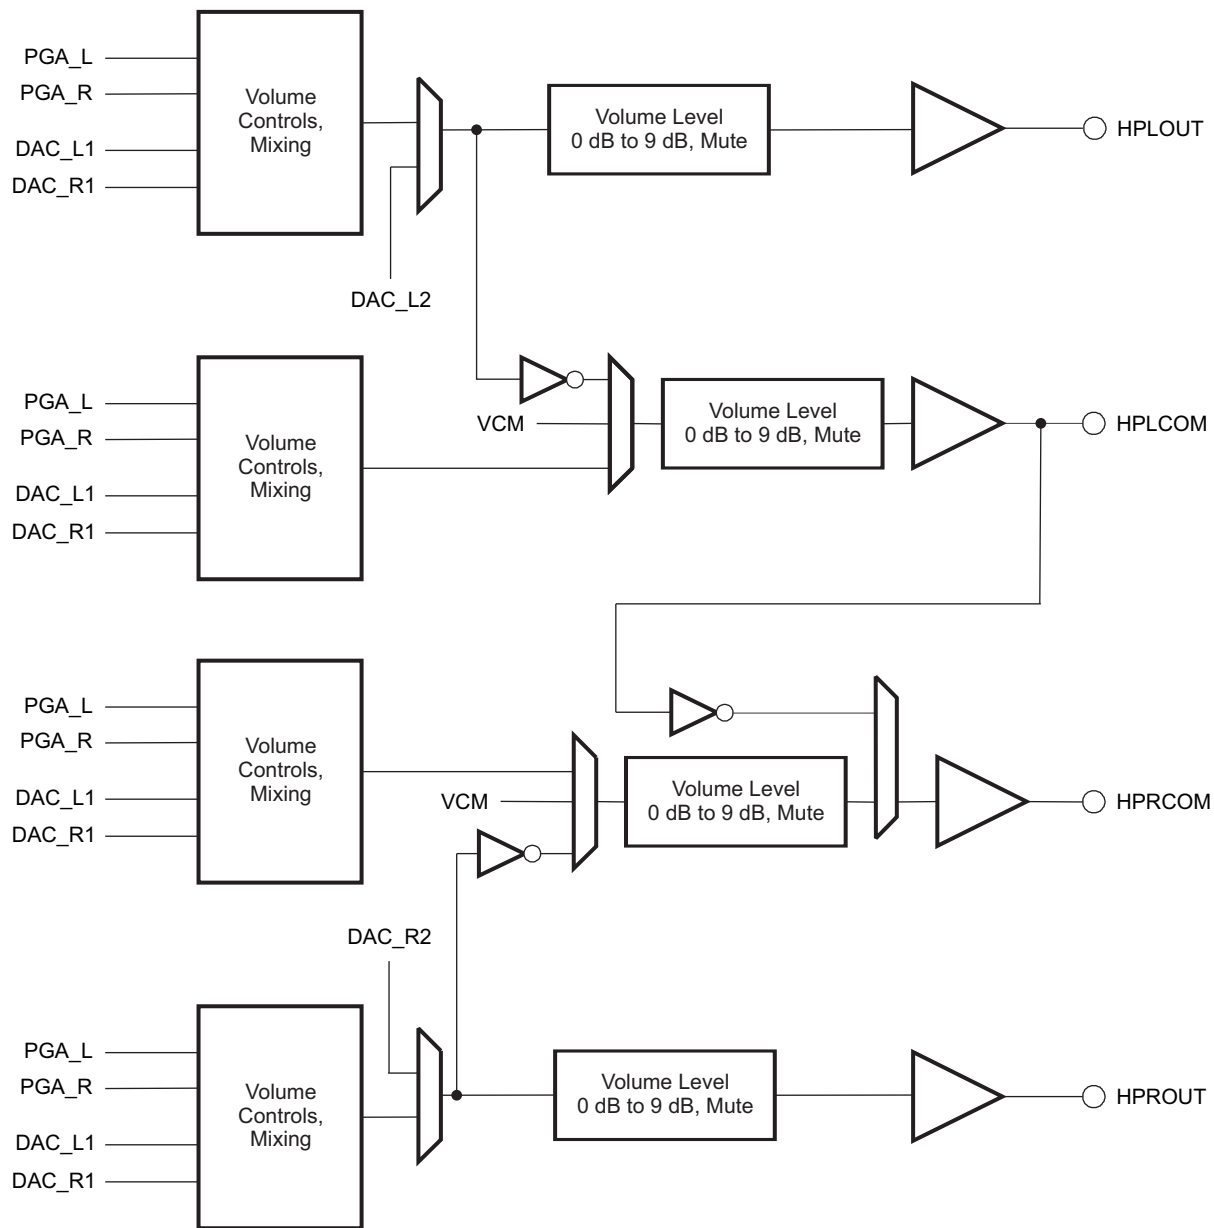 PGA_L
PGA_R
DAC_L1
DAC_R1
Volume
Controls,
Mixing
DAC_L2
Volume Level
0 dB to 9 dB, Mute
HPLOUT
PGA_L
PGA_R
DAC_L1
DAC_R1
Volume
Controls,
Mixing
VCM
Volume Level
0 dB to 9 dB, Mute
HPLCOM
PGA_L
PGA_R
DAC_L1
DAC_R1
Volume
Controls,
Mixing
VCM
Volume Level
0 dB to 9 dB, Mute
HPRCOM
DAC_R2
PGA_L
PGA_R
DAC_L1
DAC_R1
Volume
Controls,
Mixing
Volume Level
0 dB to 9 dB, Mute
HPROUT